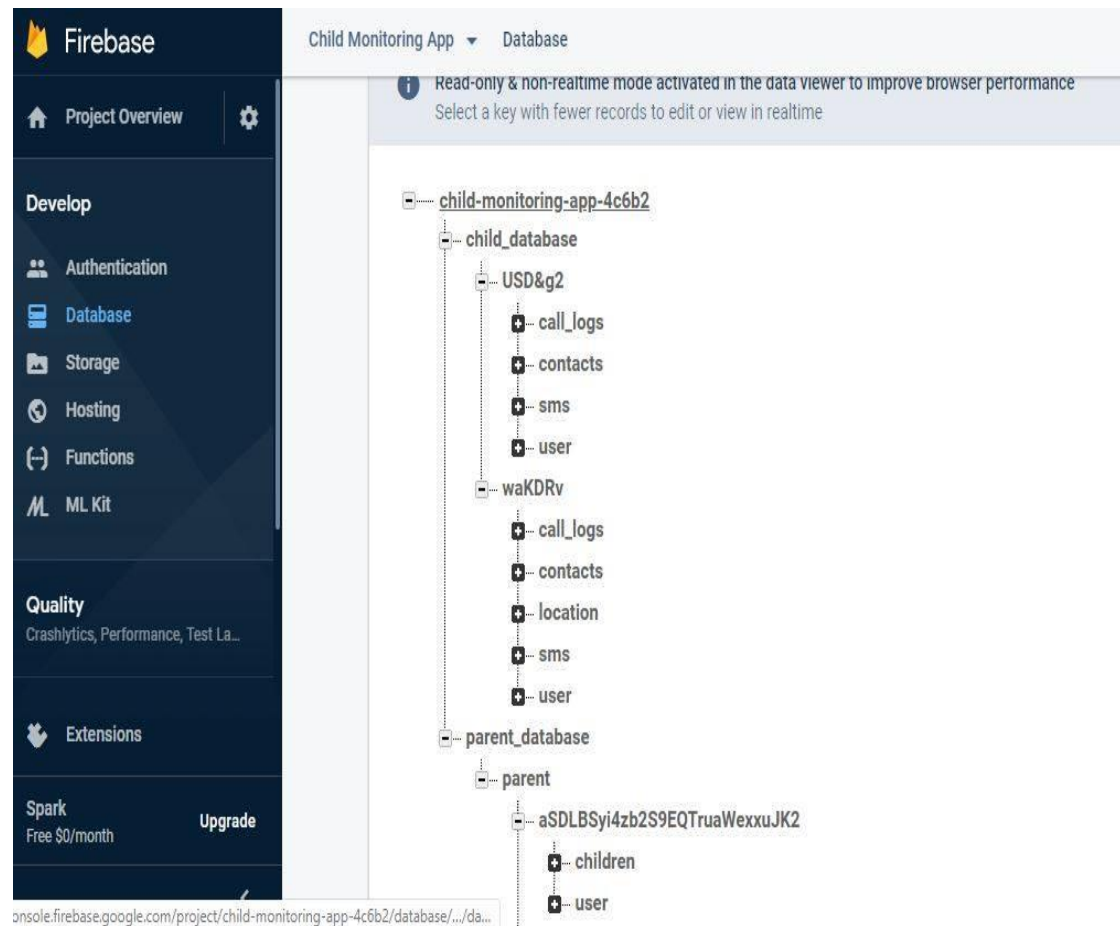 Firebase
Child Monitoring App Database
Read-only & non-realtime mode activated in the data viewer to improve browser performance
Select a key with fewer records to edit or view in realtime
Project Overview
Develop
Authentication
Database
Storage
Hosting
Functions
ML Kit
Quality
Crashlytics, Performance, Test La...
Extensions
Spark
Free $0/month
Upgrade
child-monitoring-app-4c6b2
child_database
USD&g2
call_logs
contacts
sms
user
waKDRv
call_logs
contacts
location
sms
user
parent_database
parent
aSDLBSyi4zb2S9EQTruaWexxuJK2
children
user
onsole.firebase.google.com/project/child-monitoring-app-4c6b2/database/.../da...